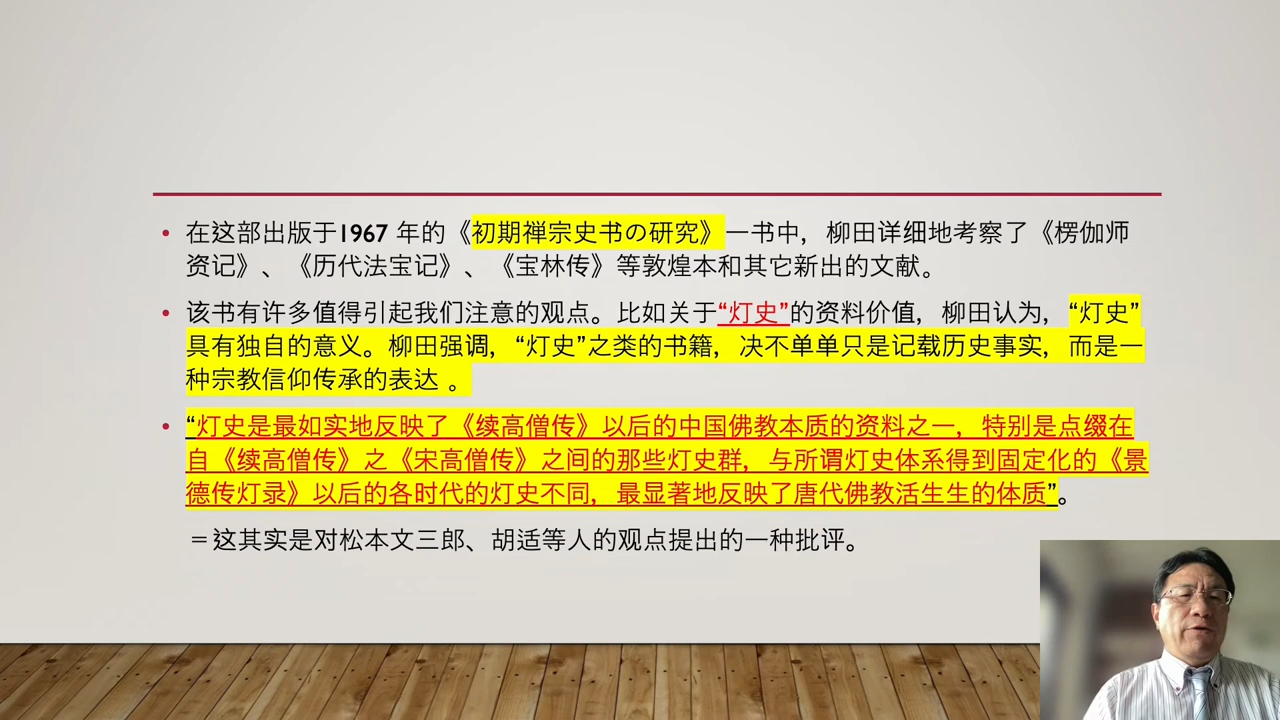 • 在这部出版于1967 年的《初期禅宗史书の研究》一书中，柳田详细地考察了《楞伽师
资记》、《历代法宝记》、《宝林传》等敦煌本和其它新出的文献。
• 该书有许多值得引起我们注意的观点。比如关于“灯史”的资料价值，柳田认为，“灯史”
具有独自的意义。柳田强调，“灯史”之类的书籍，决不单单只是记载历史事实，而是一
种宗教信仰传承的表达 。
• “灯史是最如实地反映了《续高僧传》以后的中国佛教本质的资料之一，特别是点缀在
自《续高僧传》之《宋高僧传》之间的那些灯史群，与所谓灯史体系得到固定化的《景
德传灯录》以后的各时代的灯史不同，最显著地反映了唐代佛教活生生的体质”。
＝这其实是对松本文三郎、胡适等人的观点提出的一种批评。